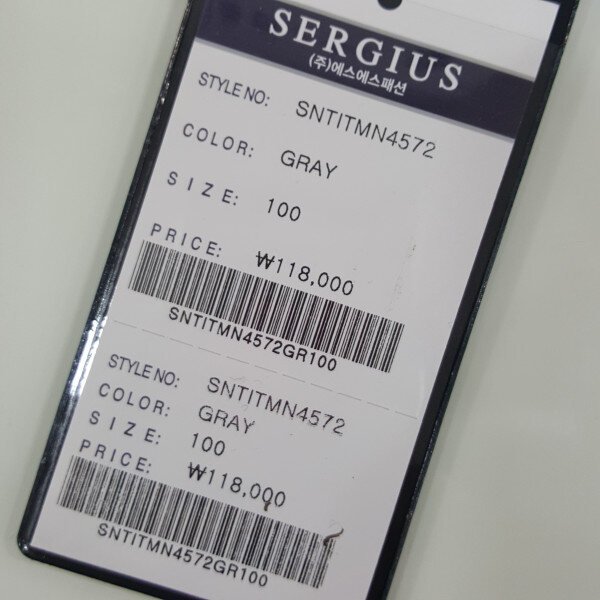 SERGIUS
(주)에스에스패션
STYLE NO: SNTITMN4572
COLOR: GRAY
SIZE: 100
PRICE: ₩118,000
SNTITMN4572GR100
STYLE NO: SNTITMN4572
COLOR: GRAY
SIZE: 100
PRICE: ₩118,000
SNTITMN4572GR100